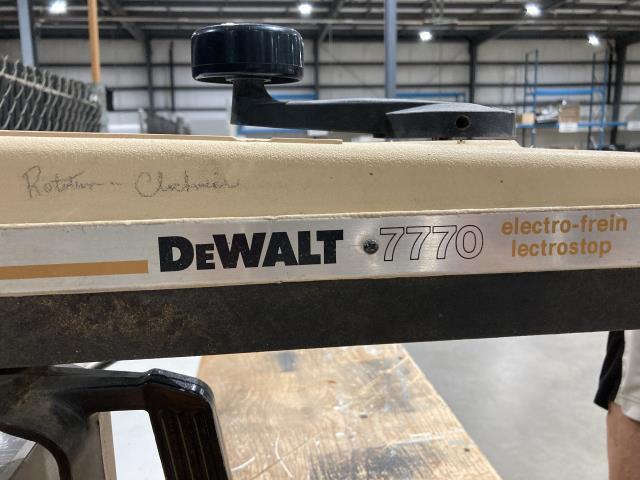 Rotation - Clockwise
DEWALT 7770 electro-frein
lectrostop